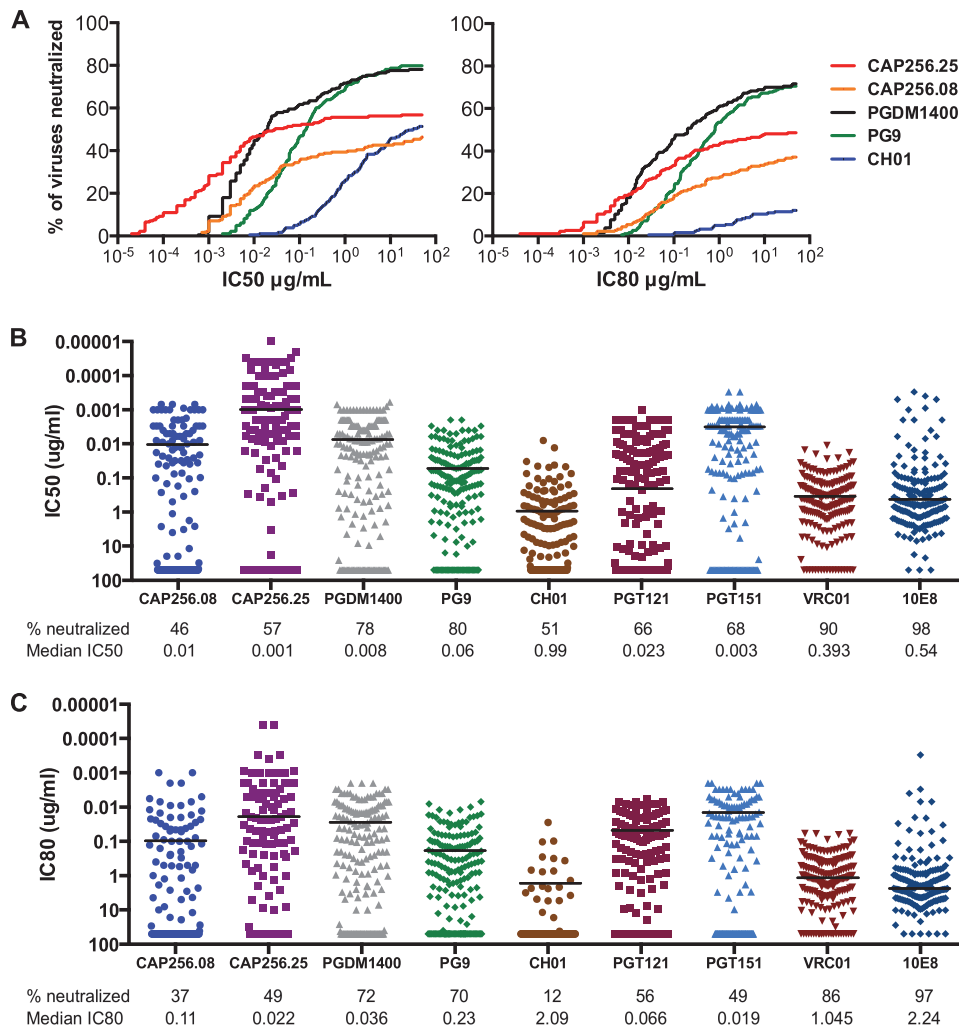 A
% of viruses neutralized
100
80
60
40
20
0
10-5
10-4
10-3
10-2
10-1
100
101
102
IC50 µg/mL
100
80
60
40
20
0
10-5
10-4
10-3
10-2
10-1
100
101
102
IC80 µg/mL
CAP256.25
CAP256.08
PGDM1400
PG9
CH01
B
IC50 (ug/ml)
0.00001
0.0001
0.001
0.01
0.1
1
10
100
CAP256.08 CAP256.25 PGDM1400 PG9 CH01 PGT121 PGT151 VRC01 10E8
% neutralized 46 57 78 80 51 66 68 90 98
Median IC50 0.01 0.001 0.008 0.06 0.99 0.023 0.003 0.393 0.54
C
IC80 (ug/ml)
0.00001
0.0001
0.001
0.01
0.1
1
10
100
CAP256.08 CAP256.25 PGDM1400 PG9 CH01 PGT121 PGT151 VRC01 10E8
% neutralized 37 49 72 70 12 56 49 86 97
Median IC80 0.11 0.022 0.036 0.23 2.09 0.066 0.019 1.045 2.24